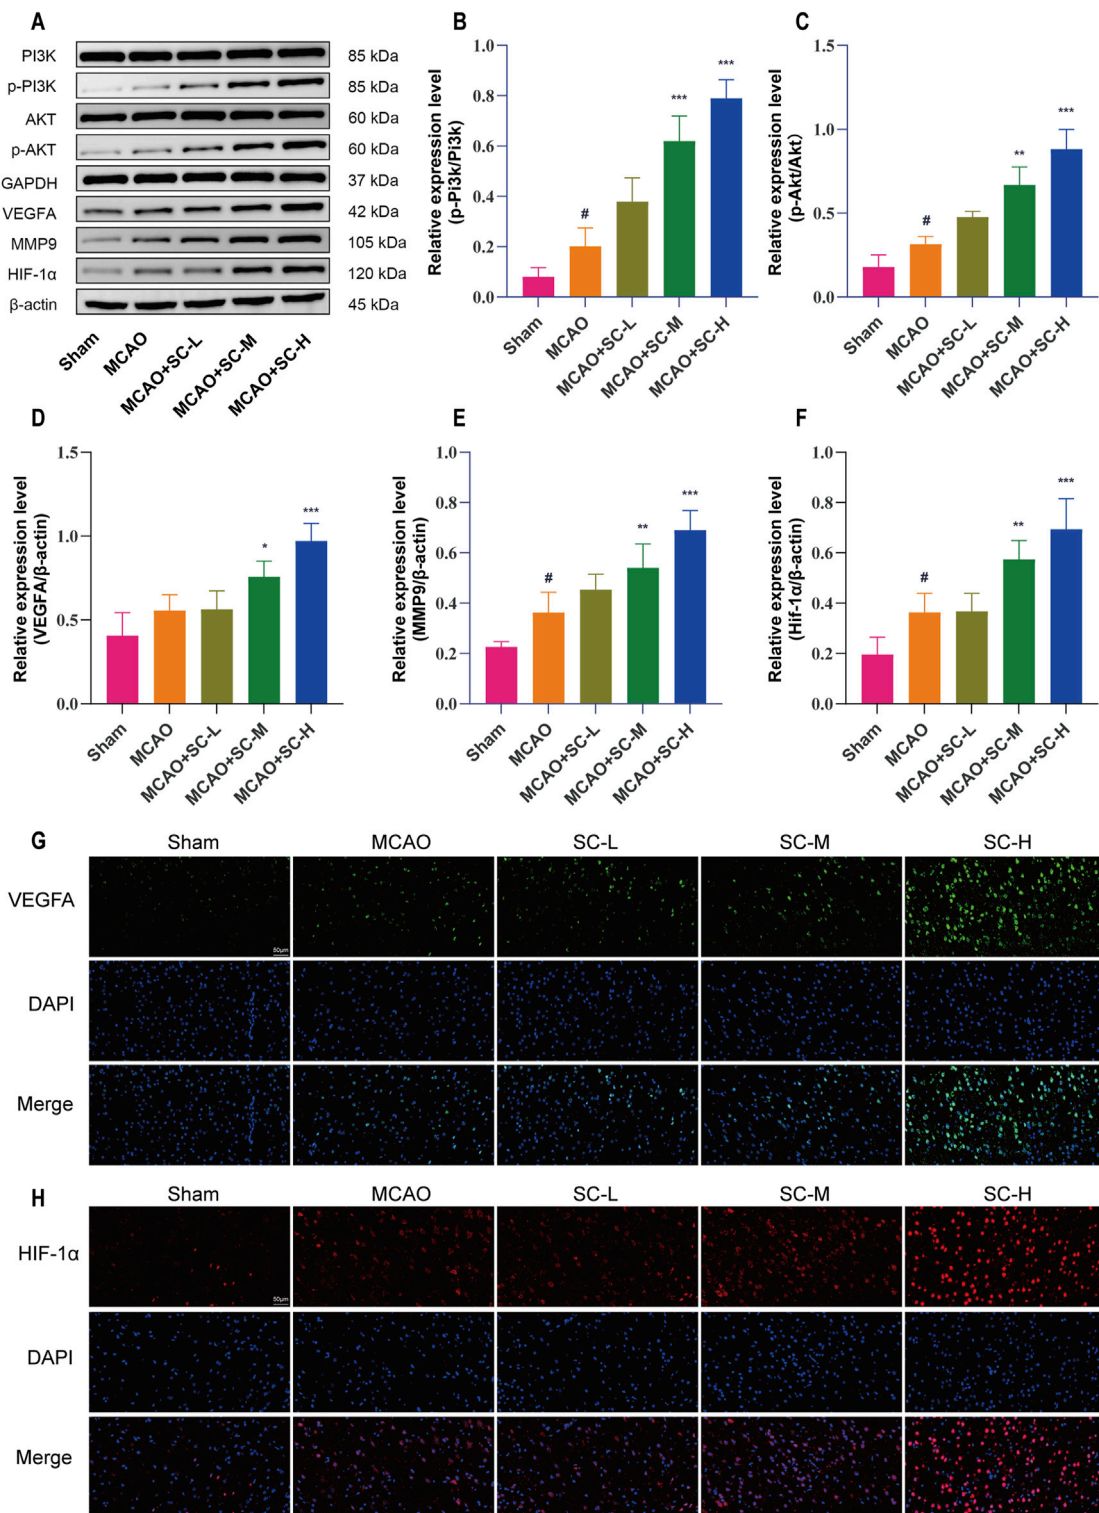 A
PI3K 85 kDa
p-PI3K 85 kDa
AKT 60 kDa
p-AKT 60 kDa
GAPDH 37 kDa
VEGFA 42 kDa
MMP9 105 kDa
HIF-1α 120 kDa
β-actin 45 kDa
Sham MCAO MCAO+SC-L MCAO+SC-M MCAO+SC-H
B
Relative expression level
(p-Pi3k/Pi3k)
1.0
0.8
0.6
0.4
0.2
0.0
# *** ***
Sham MCAO MCAO+SC-L MCAO+SC-M MCAO+SC-H
C
Relative expression level
(p-Akt/Akt)
1.5
1.0
0.5
0.0
# ** ***
Sham MCAO MCAO+SC-L MCAO+SC-M MCAO+SC-H
D
Relative expression level
(VEGFA/β-actin)
1.5
1.0
0.5
0.0
* ***
Sham MCAO MCAO+SC-L MCAO+SC-M MCAO+SC-H
E
Relative expression level
(MMP9/β-actin)
1.0
0.8
0.6
0.4
0.2
0.0
# ** ***
Sham MCAO MCAO+SC-L MCAO+SC-M MCAO+SC-H
F
Relative expression level
(Hif-1α/β-actin)
1.0
0.8
0.6
0.4
0.2
0.0
# ** ***
Sham MCAO MCAO+SC-L MCAO+SC-M MCAO+SC-H
G
Sham MCAO SC-L SC-M SC-H
VEGFA
50μm
DAPI
Merge
H
Sham MCAO SC-L SC-M SC-H
HIF-1α
50μm
DAPI
Merge